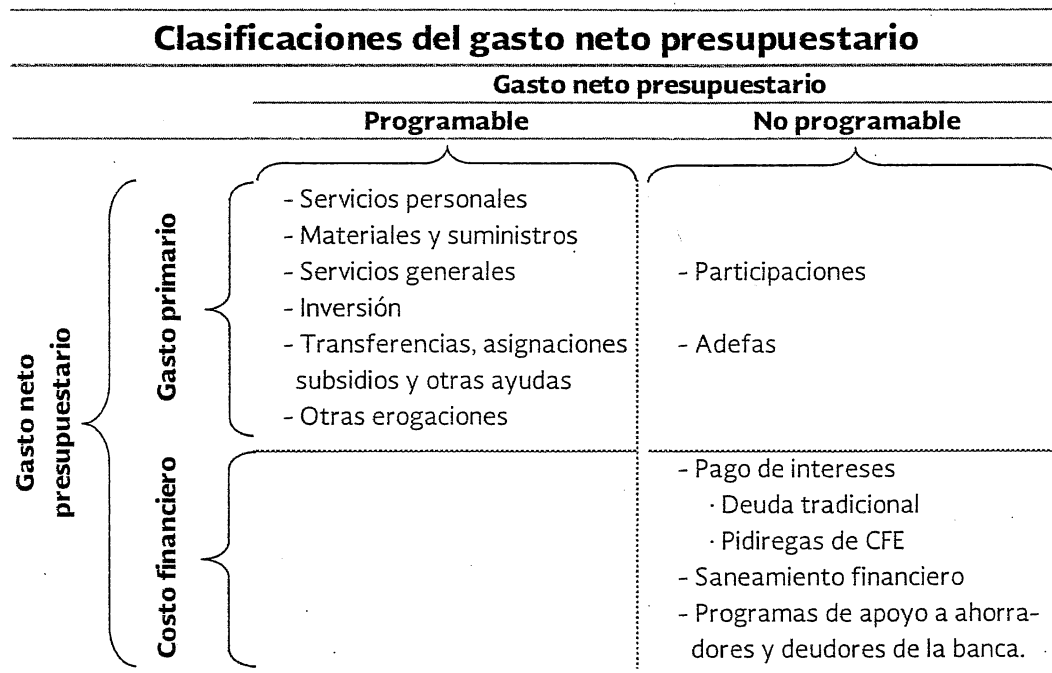 Clasificaciones del gasto neto presupuestario
Gasto neto presupuestario
Programable
No programable
Gasto neto
presupuestario
Gasto primario
- Servicios personales
- Materiales y suministros
- Servicios generales
- Inversión
- Transferencias, asignaciones
subsidios y otras ayudas
- Otras erogaciones
- Participaciones
- Adefas
Costo financiero
- Pago de intereses
· Deuda tradicional
· Pidiregas de CFE
- Saneamiento financiero
- Programas de apoyo a ahorra-
dores y deudores de la banca.